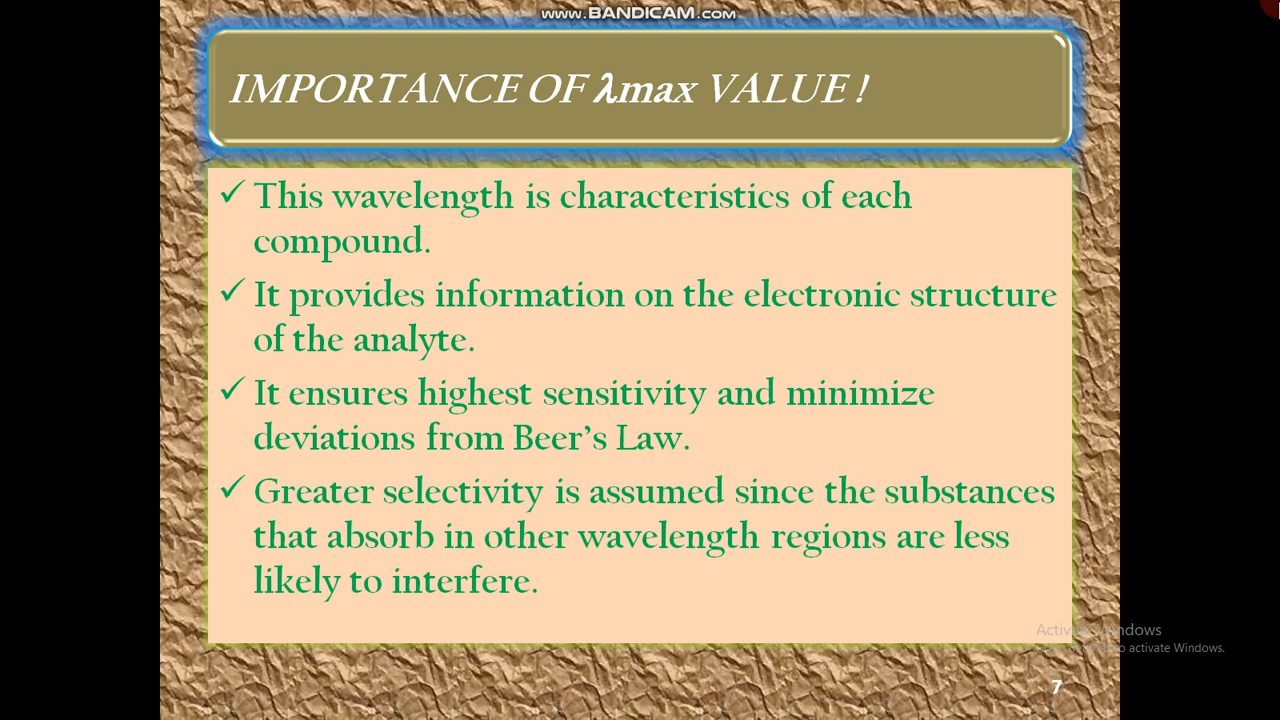 www.BANDICAM.com
IMPORTANCE OF λmax VALUE !
✓ This wavelength is characteristics of each
compound.
✓ It provides information on the electronic structure
of the analyte.
✓ It ensures highest sensitivity and minimize
deviations from Beer's Law.
✓ Greater selectivity is assumed since the substances
that absorb in other wavelength regions are less
likely to interfere.
Activate Windows
to activate Windows.
7